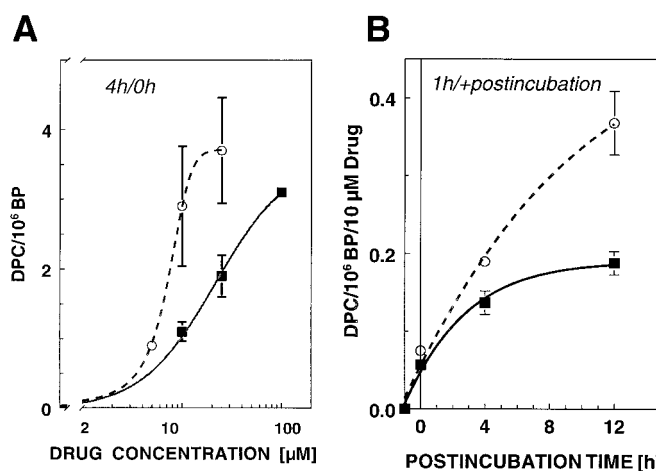 A
4h/0h
DPC/10⁶ BP
4
2
0
2
10
100
DRUG CONCENTRATION [µM]
B
1h/+postincubation
DPC/10⁶ BP/10 µM Drug
0.4
0.2
0.0
0
4
8
12
POSTINCUBATION TIME [h]